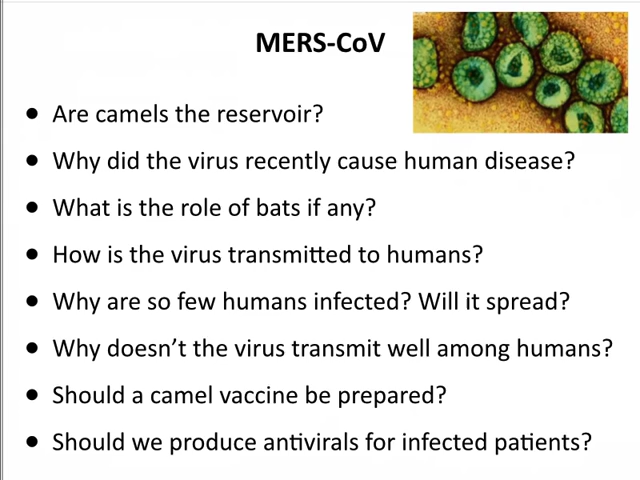 MERS-CoV
• Are camels the reservoir?
• Why did the virus recently cause human disease?
• What is the role of bats if any?
• How is the virus transmitted to humans?
• Why are so few humans infected? Will it spread?
• Why doesn’t the virus transmit well among humans?
• Should a camel vaccine be prepared?
• Should we produce antivirals for infected patients?